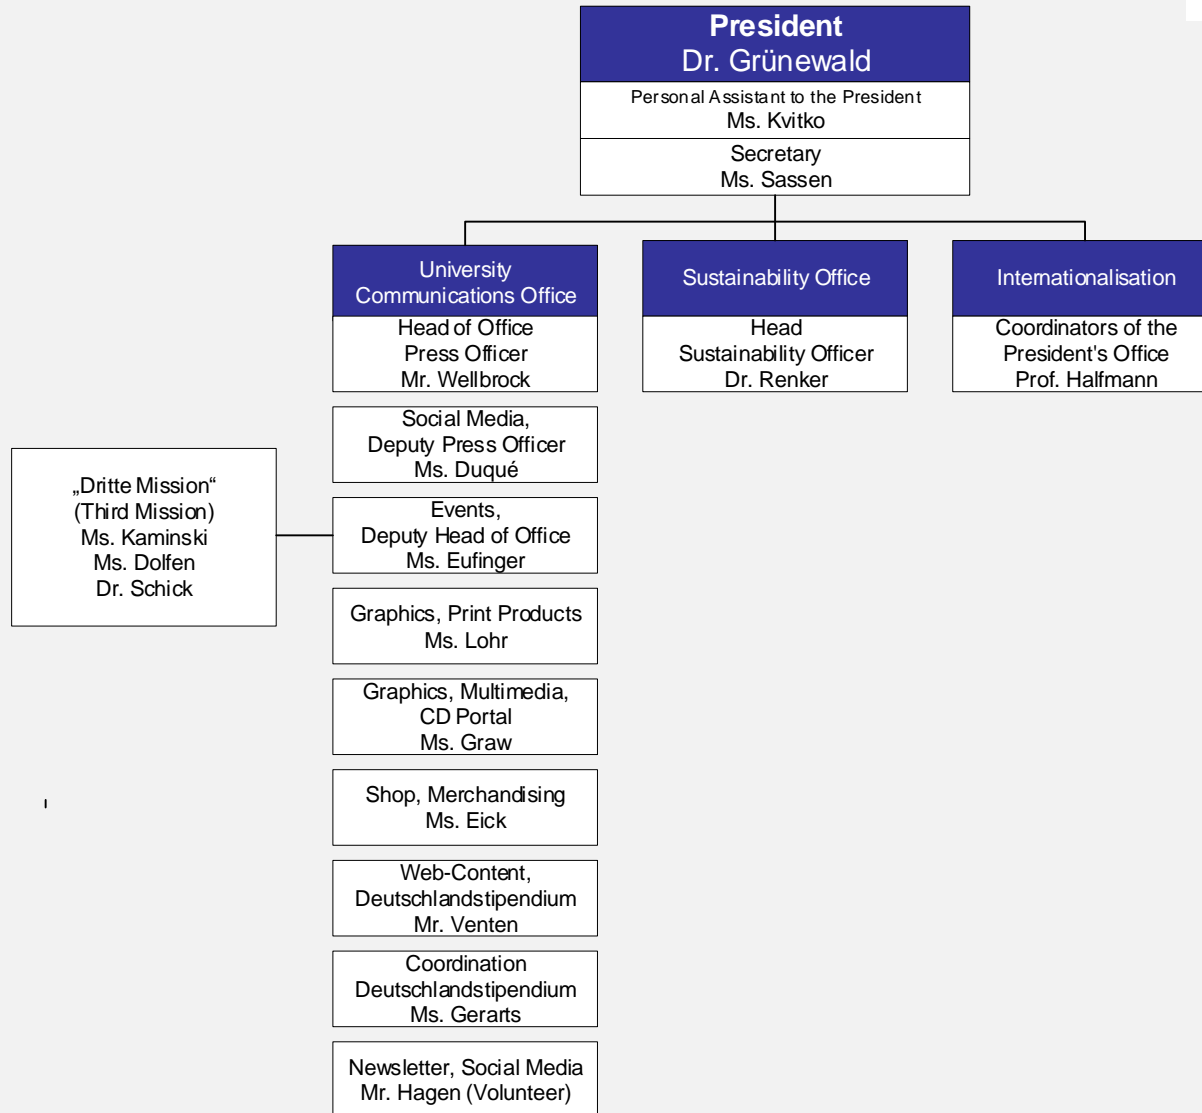 President
Dr. Grünewald
Personal Assistant to the President
Ms. Kvitko
Secretary
Ms. Sassen
University
Communications Office
Head of Office
Press Officer
Mr. Wellbrock
Social Media,
Deputy Press Officer
Ms. Duqué
Events,
Deputy Head of Office
Ms. Eufinger
„Dritte Mission“
(Third Mission)
Ms. Kaminski
Ms. Dolfen
Dr. Schick
Graphics, Print Products
Ms. Lohr
Graphics, Multimedia,
CD Portal
Ms. Graw
Shop, Merchandising
Ms. Eick
Web-Content,
Deutschlandstipendium
Mr. Venten
Coordination
Deutschlandstipendium
Ms. Gerarts
Newsletter, Social Media
Mr. Hagen (Volunteer)
Sustainability Office
Head
Sustainability Officer
Dr. Renker
Internationalisation
Coordinators of the
President's Office
Prof. Halfmann